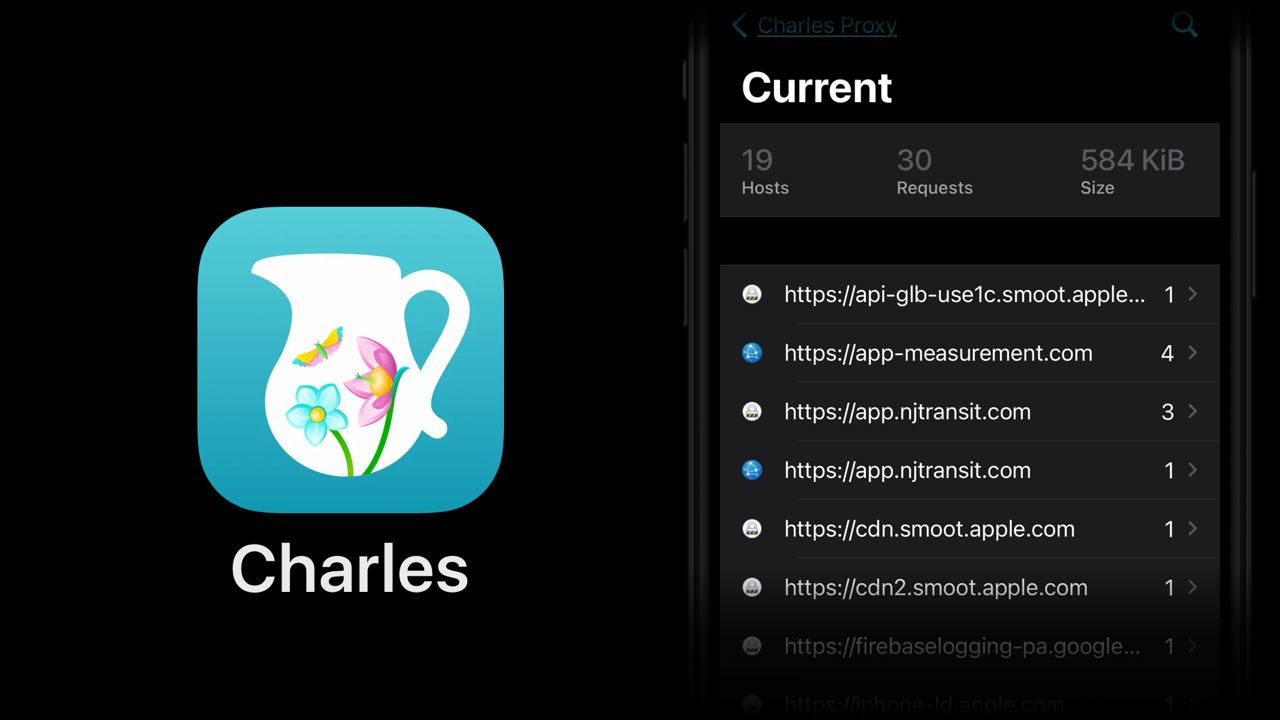 Charles
Charles Proxy
Current
19 30 584 KiB
Hosts Requests Size
https://api-glb-use1c.smoot.apple... 1
https://app-measurement.com 4
https://app.njtransit.com 3
https://app.njtransit.com 1
https://cdn.smoot.apple.com 1
https://cdn2.smoot.apple.com 1
https://firebaselogging-pa.google... 1
https://iphone-ld.apple.com 1